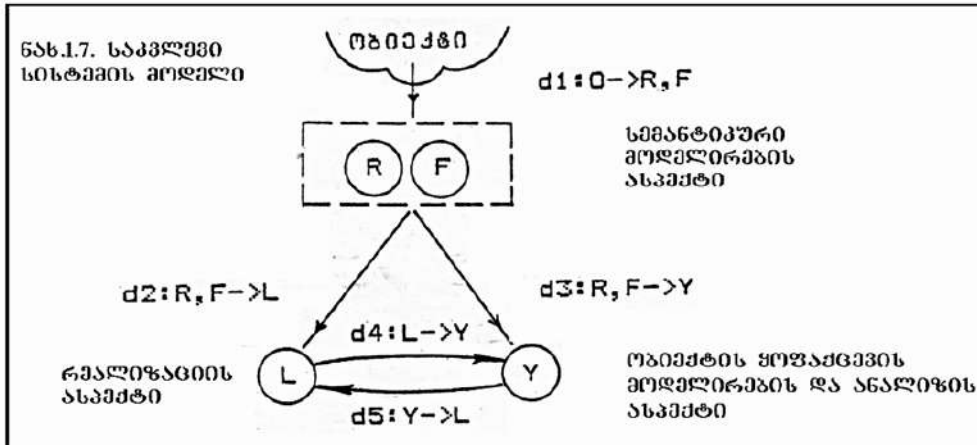 ნახ.1.7. საკვლევი
სისტემის მოდელი
ობიექტი
d1:O->R,F
სემანტიკური
მოდელირების
ასპექტი
R
F
d2:R,F->L
d3:R,F->Y
d4:L->Y
L
Y
რეალიზაციის
ასპექტი
ობიექტის ყოფაქცევის
მოდელირების და ანალიზის
ასპექტი
d5:Y->L